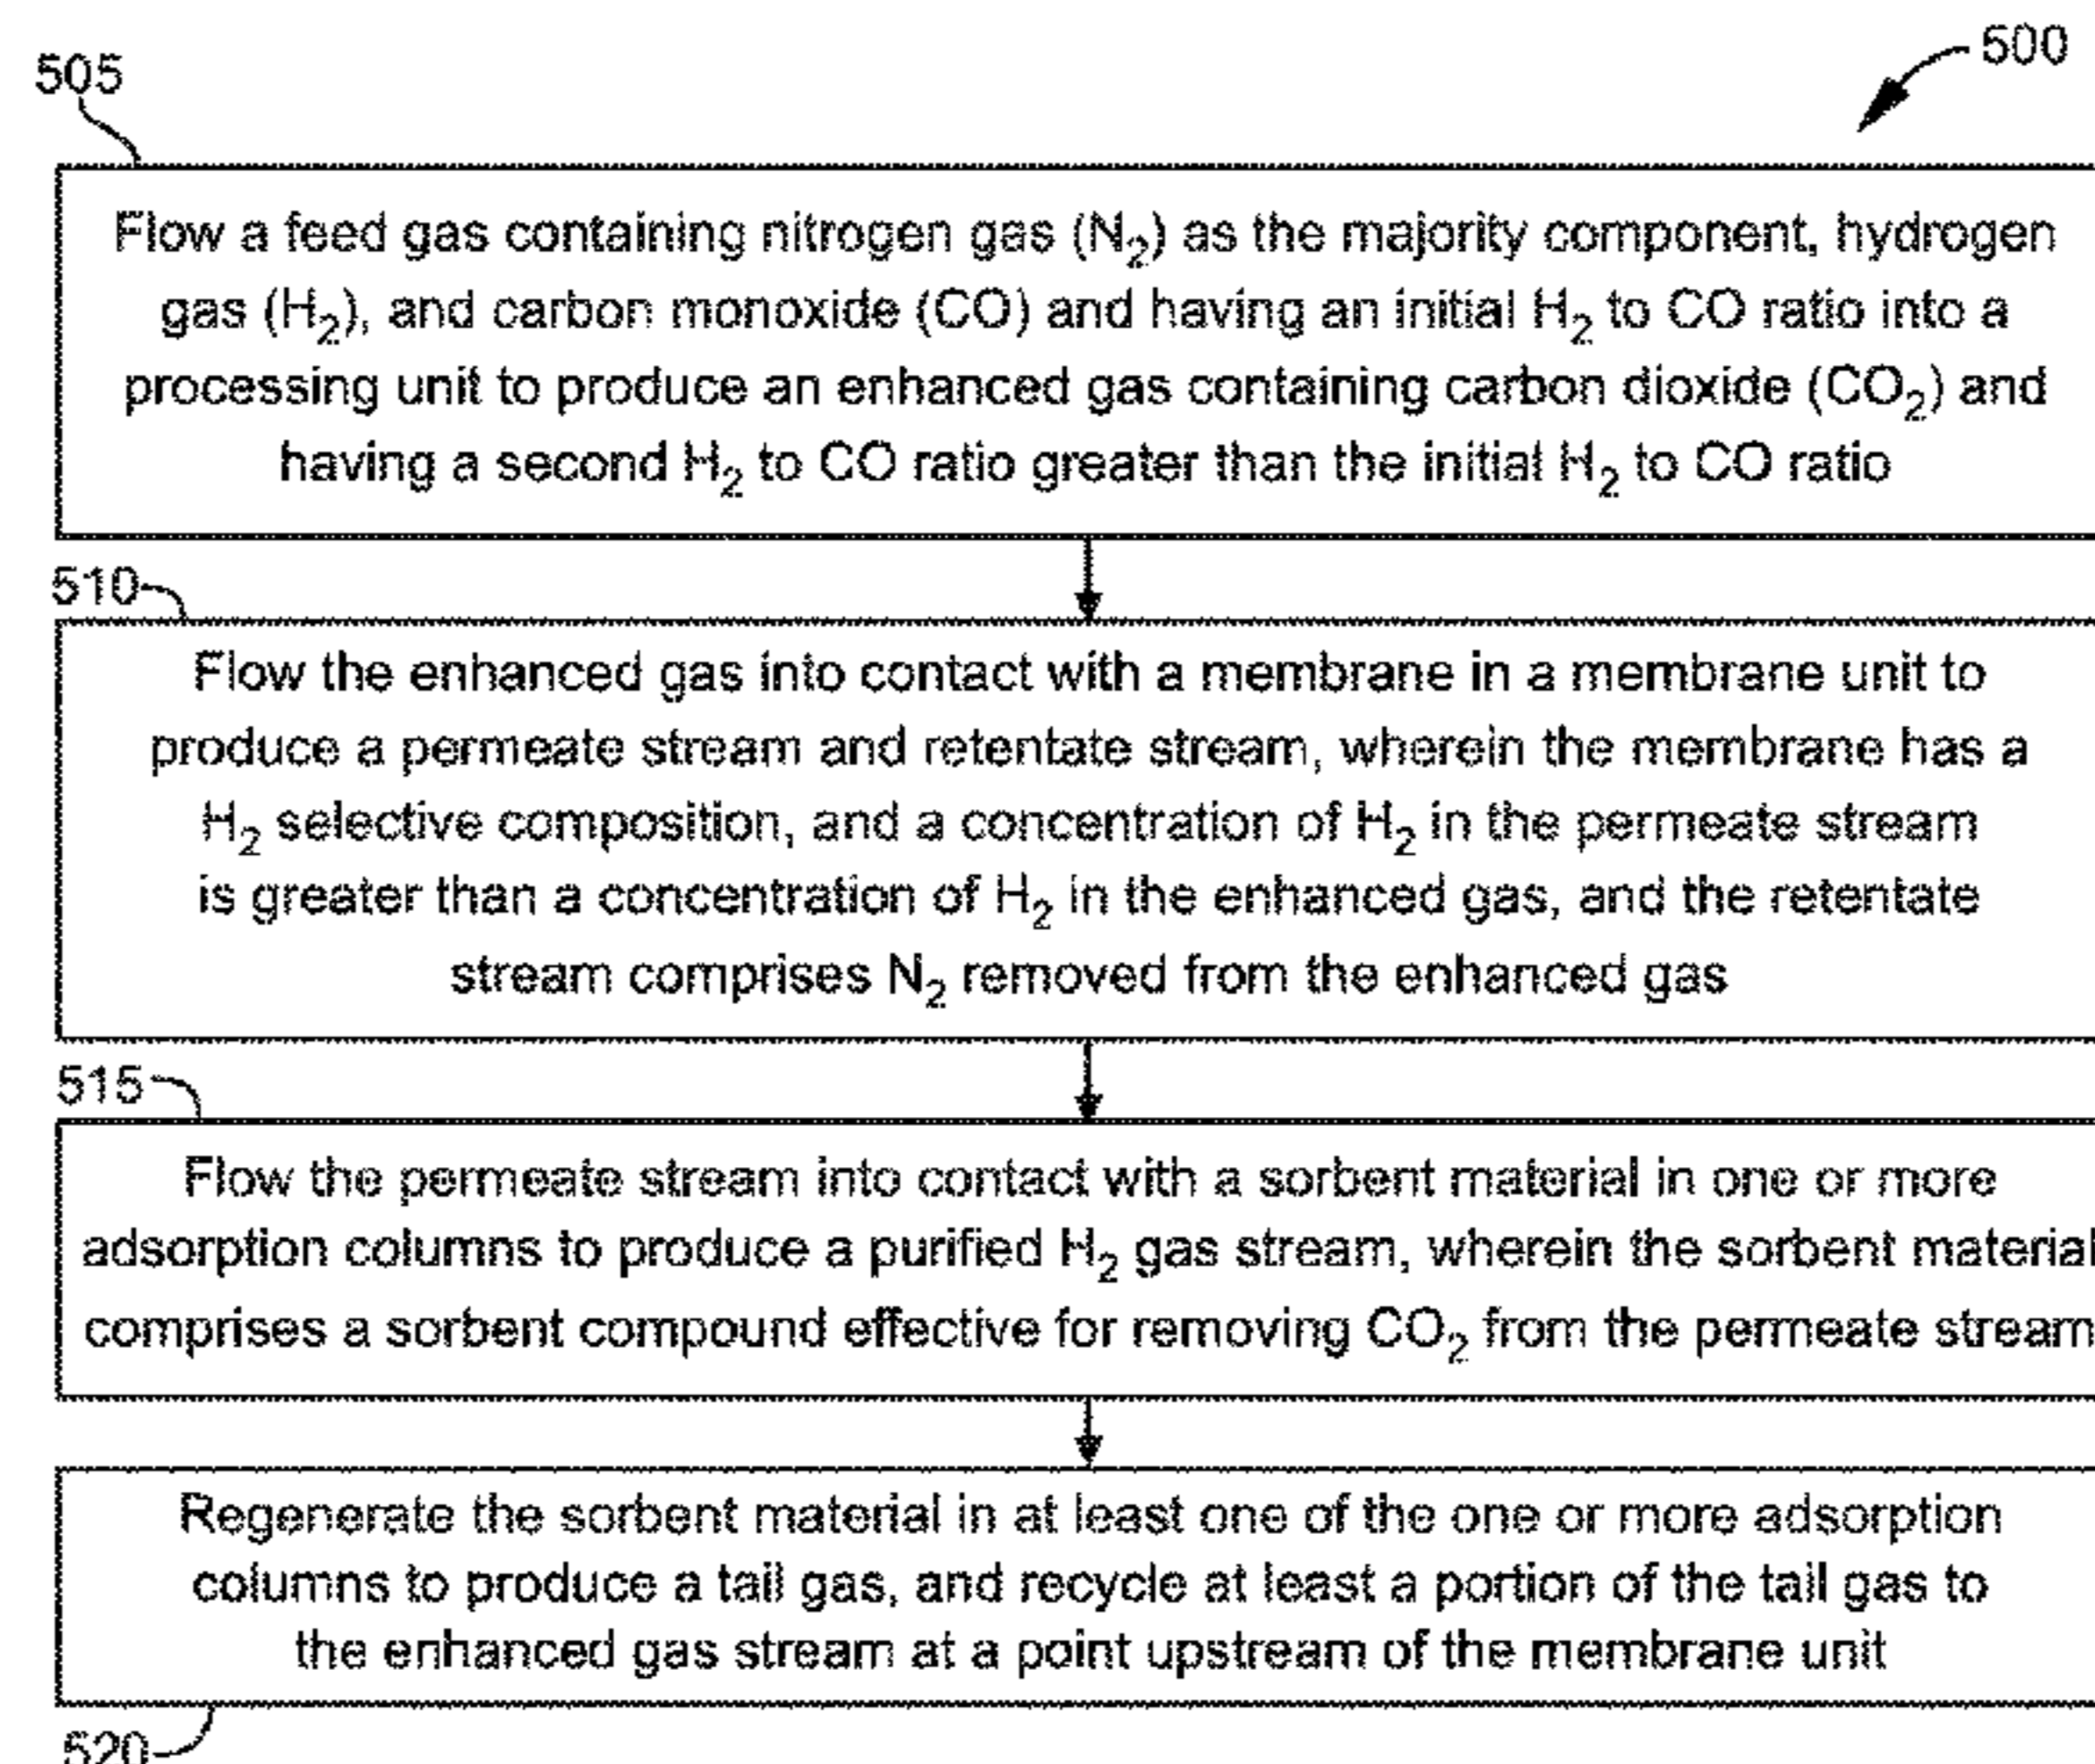 500
505
Flow a feed gas containing nitrogen gas (N₂) as the majority component, hydrogen
gas (H₂), and carbon monoxide (CO) and having an initial H₂ to CO ratio into a
processing unit to produce an enhanced gas containing carbon dioxide (CO₂) and
having a second H₂ to CO ratio greater than the initial H₂ to CO ratio
510
Flow the enhanced gas into contact with a membrane in a membrane unit to
produce a permeate stream and retentate stream, wherein the membrane has a
H₂ selective composition, and a concentration of H₂ in the permeate stream
is greater than a concentration of H₂ in the enhanced gas, and the retentate
stream comprises N₂ removed from the enhanced gas
515
Flow the permeate stream into contact with a sorbent material in one or more
adsorption columns to produce a purified H₂ gas stream, wherein the sorbent material
comprises a sorbent compound effective for removing CO₂ from the permeate stream
Regenerate the sorbent material in at least one of the one or more adsorption
columns to produce a tail gas, and recycle at least a portion of the tail gas to
the enhanced gas stream at a point upstream of the membrane unit
520